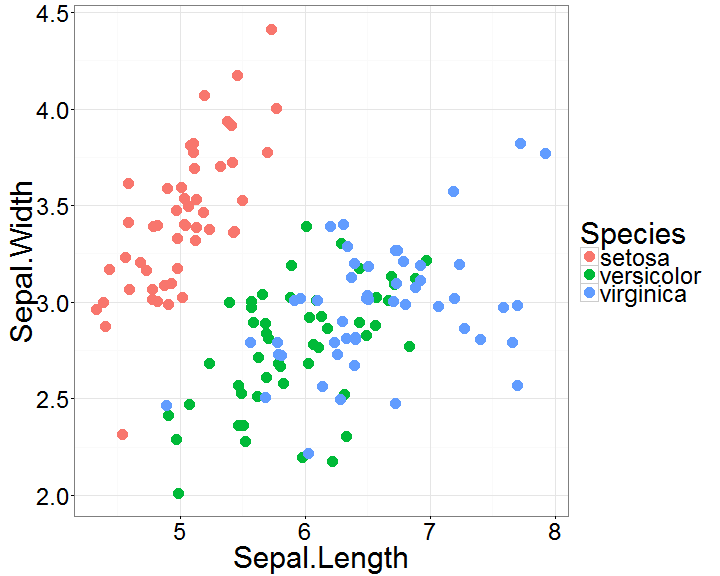 4.5
4.0
3.5
3.0
2.5
2.0
Sepal.Width
5 6 7 8
Sepal.Length
Species
setosa
versicolor
virginica